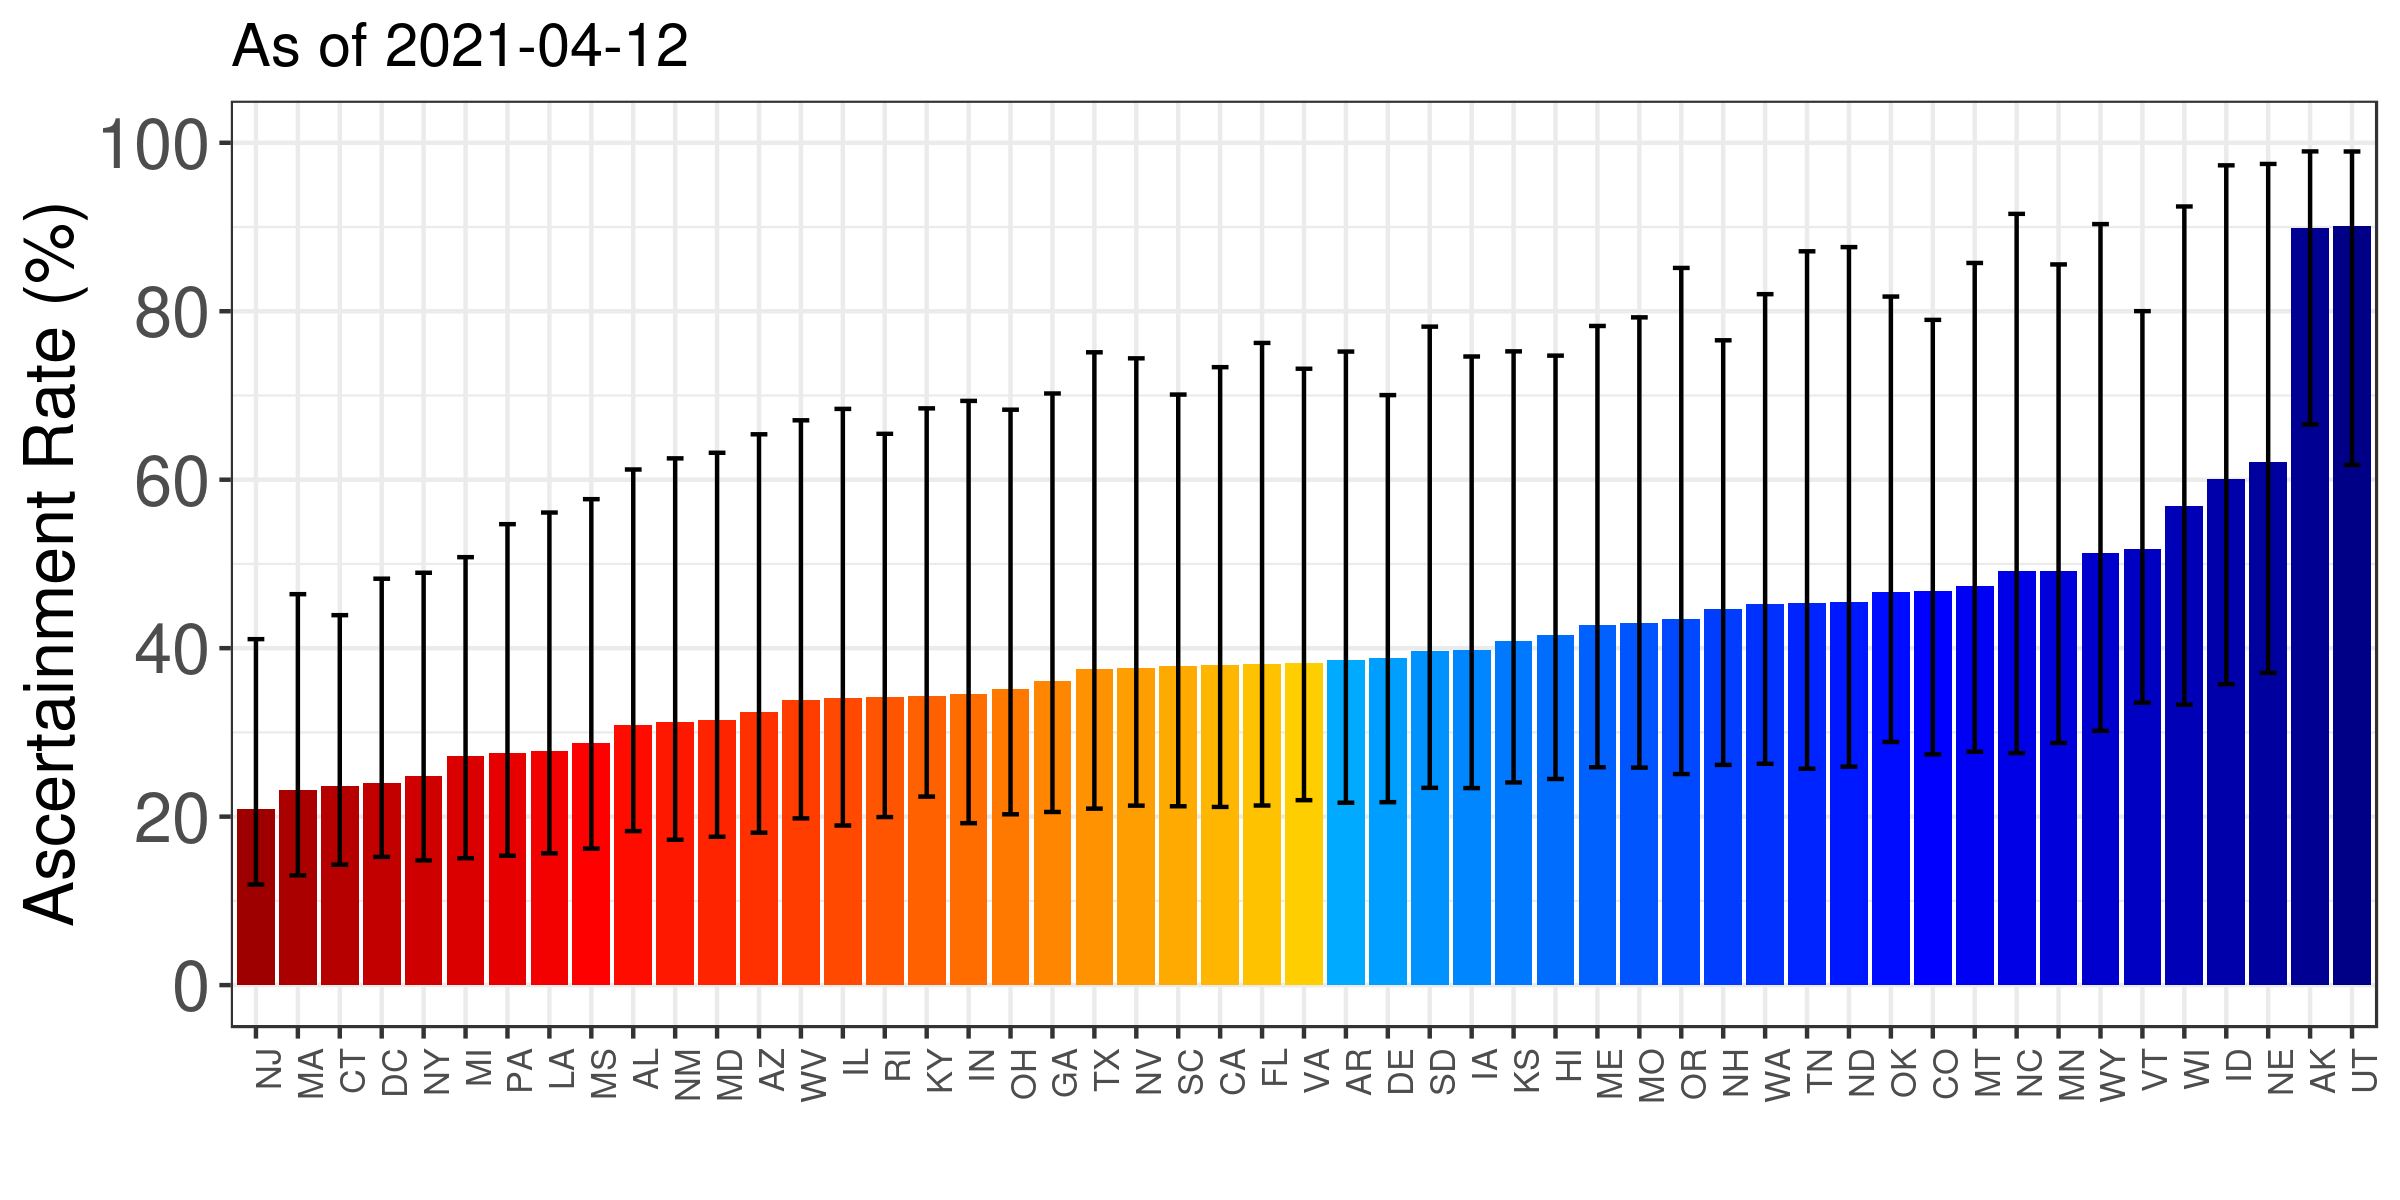 As of 2021-04-12
Ascertainment Rate (%)
100
80
60
40
20
0
NJ MA CT DC NY MI PA LA MS AL NM MD AZ WV IL RI KY IN OH GA TX NV SC CA FL VA AR DE SD IA KS HI ME MO OR NH WA TN ND OK CO MT NC MN WY VT WI ID NE AK UT